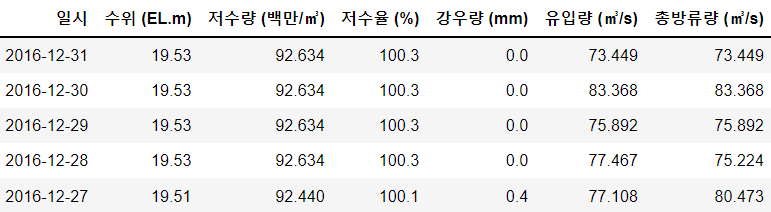 일시 수위 (EL.m) 저수량 (백만/㎥) 저수율 (%) 강우량 (mm) 유입량 (㎥/s) 총방류량 (㎥/s)
2016-12-31 19.53 92.634 100.3 0.0 73.449 73.449
2016-12-30 19.53 92.634 100.3 0.0 83.368 83.368
2016-12-29 19.53 92.634 100.3 0.0 75.892 75.892
2016-12-28 19.53 92.634 100.3 0.0 77.467 75.224
2016-12-27 19.51 92.440 100.1 0.4 77.108 80.473